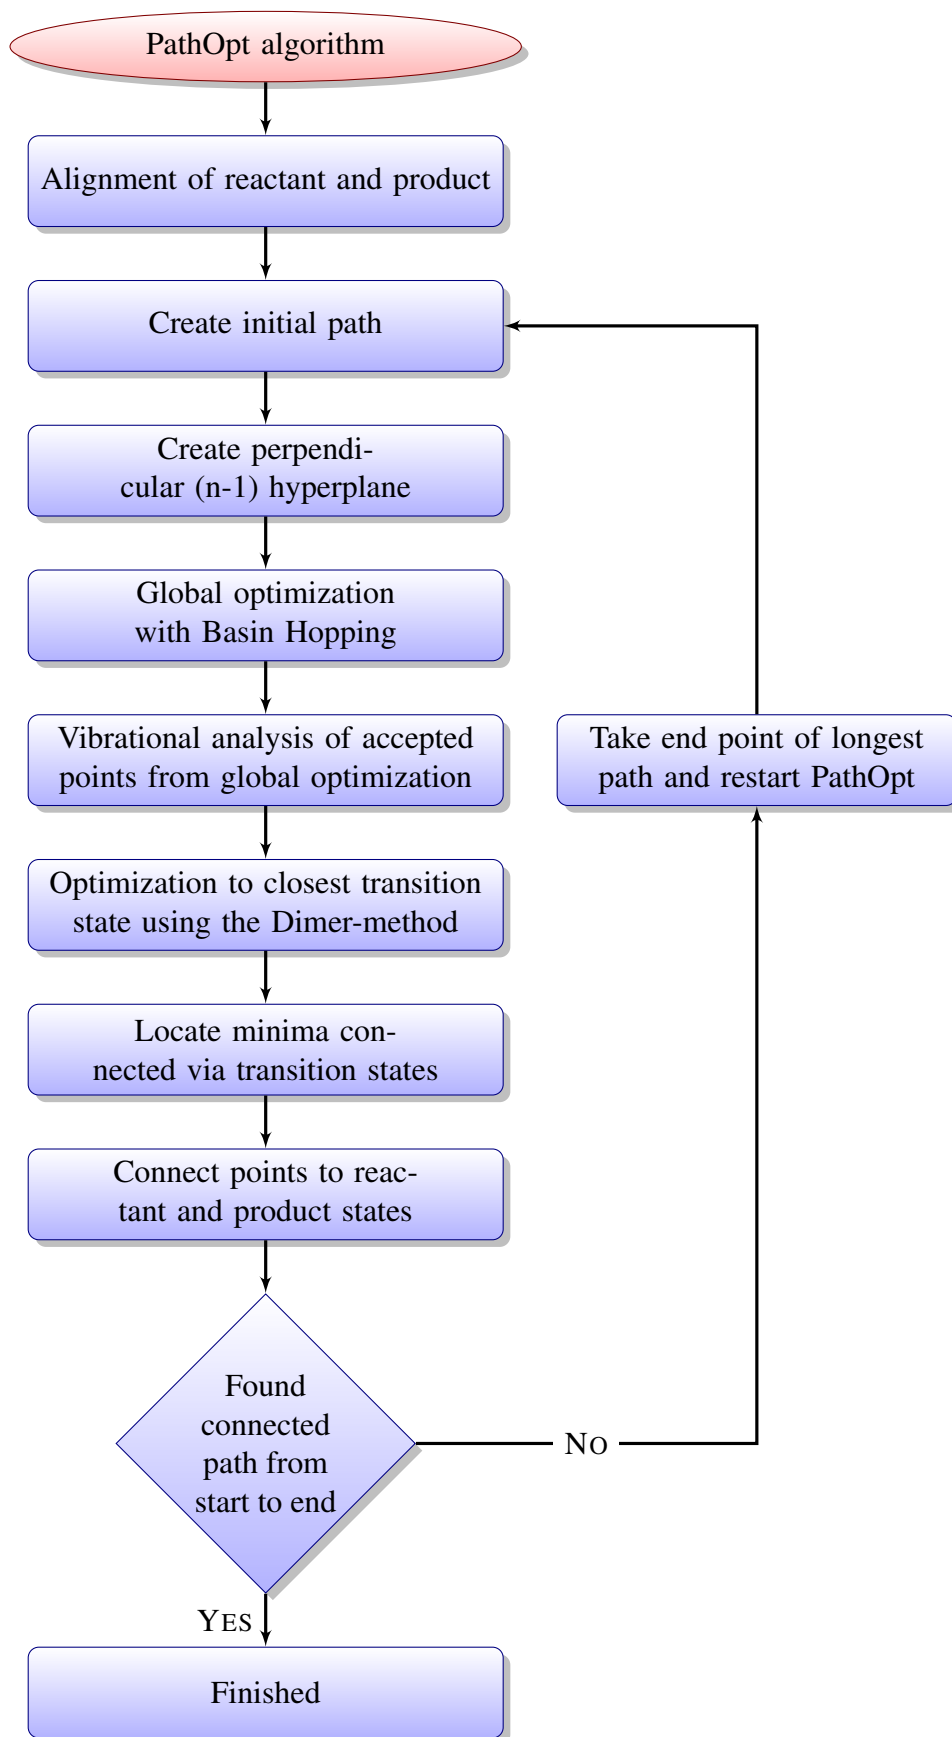 PathOpt algorithm
Alignment of reactant and product
Create initial path
Create perpendi-
cular (n-1) hyperplane
Global optimization
with Basin Hopping
Vibrational analysis of accepted
points from global optimization
Take end point of longest
path and restart PathOpt
Optimization to closest transition
state using the Dimer-method
Locate minima con-
nected via transition states
Connect points to reac-
tant and product states
Found
connected
path from
start to end
NO
YES
Finished